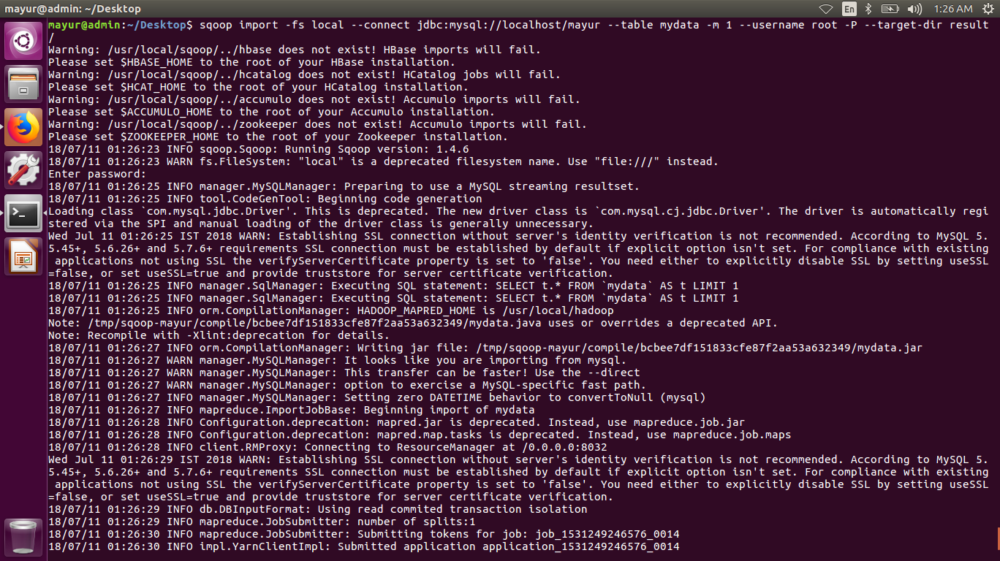 mayur@admin: ~/Desktop
En
1:26 AM
mayur@admin:~/Desktop$ sqoop import -fs local --connect jdbc:mysql://localhost/mayur --table mydata -m 1 --username root -P --target-dir result
/
Warning: /usr/local/sqoop/../hbase does not exist! HBase imports will fail.
Please set $HBASE_HOME to the root of your HBase installation.
Warning: /usr/local/sqoop/../hcatalog does not exist! HCatalog jobs will fail.
Please set $HCAT_HOME to the root of your HCatalog installation.
Warning: /usr/local/sqoop/../accumulo does not exist! Accumulo imports will fail.
Please set $ACCUMULO_HOME to the root of your Accumulo installation.
Warning: /usr/local/sqoop/../zookeeper does not exist! Accumulo imports will fail.
Please set $ZOOKEEPER_HOME to the root of your Zookeeper installation.
18/07/11 01:26:23 INFO sqoop.Sqoop: Running Sqoop version: 1.4.6
18/07/11 01:26:23 WARN fs.FileSystem: "local" is a deprecated filesystem name. Use "file:///" instead.
Enter password:
18/07/11 01:26:25 INFO manager.MySQLManager: Preparing to use a MySQL streaming resultset.
18/07/11 01:26:25 INFO tool.CodeGenTool: Beginning code generation
Loading class `com.mysql.jdbc.Driver'. This is deprecated. The new driver class is `com.mysql.cj.jdbc.Driver'. The driver is automatically regi
stered via the SPI and manual loading of the driver class is generally unnecessary.
Wed Jul 11 01:26:25 IST 2018 WARN: Establishing SSL connection without server's identity verification is not recommended. According to MySQL 5.
5.45+, 5.6.26+ and 5.7.6+ requirements SSL connection must be established by default if explicit option isn't set. For compliance with existing
 applications not using SSL the verifyServerCertificate property is set to 'false'. You need either to explicitly disable SSL by setting useSSL
=false, or set useSSL=true and provide truststore for server certificate verification.
18/07/11 01:26:25 INFO manager.SqlManager: Executing SQL statement: SELECT t.* FROM `mydata` AS t LIMIT 1
18/07/11 01:26:25 INFO manager.SqlManager: Executing SQL statement: SELECT t.* FROM `mydata` AS t LIMIT 1
18/07/11 01:26:25 INFO orm.CompilationManager: HADOOP_MAPRED_HOME is /usr/local/hadoop
Note: /tmp/sqoop-mayur/compile/bcbee7df151833cfe87f2aa53a632349/mydata.java uses or overrides a deprecated API.
Note: Recompile with -Xlint:deprecation for details.
18/07/11 01:26:27 INFO orm.CompilationManager: Writing jar file: /tmp/sqoop-mayur/compile/bcbee7df151833cfe87f2aa53a632349/mydata.jar
18/07/11 01:26:27 WARN manager.MySQLManager: It looks like you are importing from mysql.
18/07/11 01:26:27 WARN manager.MySQLManager: This transfer can be faster! Use the --direct
18/07/11 01:26:27 WARN manager.MySQLManager: option to exercise a MySQL-specific fast path.
18/07/11 01:26:27 INFO manager.MySQLManager: Setting zero DATETIME behavior to convertToNull (mysql)
18/07/11 01:26:27 INFO mapreduce.ImportJobBase: Beginning import of mydata
18/07/11 01:26:28 INFO Configuration.deprecation: mapred.jar is deprecated. Instead, use mapreduce.job.jar
18/07/11 01:26:28 INFO Configuration.deprecation: mapred.map.tasks is deprecated. Instead, use mapreduce.job.maps
18/07/11 01:26:28 INFO client.RMProxy: Connecting to ResourceManager at /0.0.0.0:8032
Wed Jul 11 01:26:29 IST 2018 WARN: Establishing SSL connection without server's identity verification is not recommended. According to MySQL 5.
5.45+, 5.6.26+ and 5.7.6+ requirements SSL connection must be established by default if explicit option isn't set. For compliance with existing
 applications not using SSL the verifyServerCertificate property is set to 'false'. You need either to explicitly disable SSL by setting useSSL
=false, or set useSSL=true and provide truststore for server certificate verification.
18/07/11 01:26:29 INFO db.DBInputFormat: Using read commited transaction isolation
18/07/11 01:26:29 INFO mapreduce.JobSubmitter: number of splits:1
18/07/11 01:26:30 INFO mapreduce.JobSubmitter: Submitting tokens for job: job_1531249246576_0014
18/07/11 01:26:30 INFO impl.YarnClientImpl: Submitted application application_1531249246576_0014